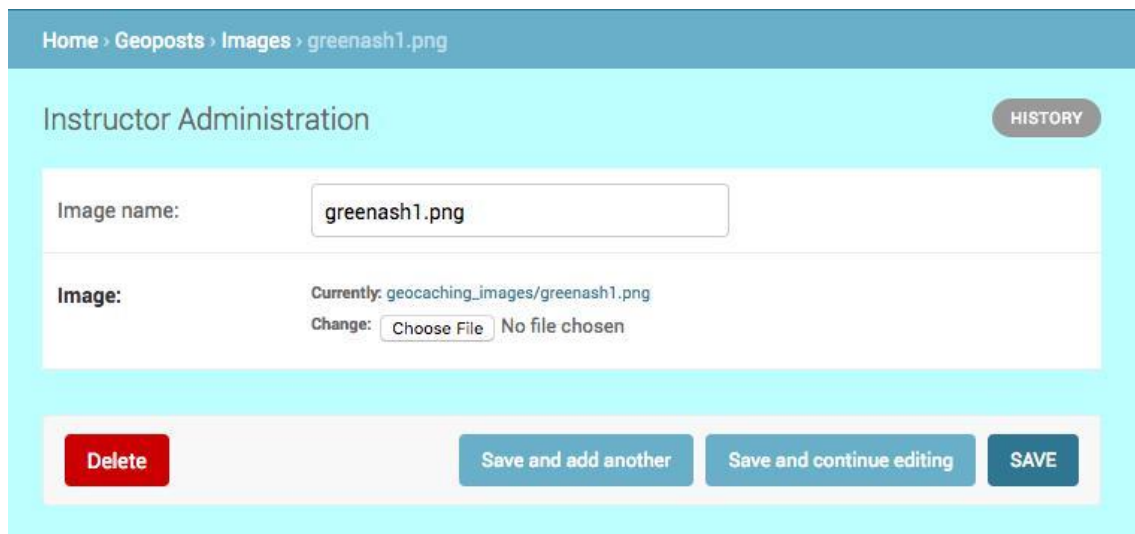 Home › Geoposts › Images › greenash1.png
Instructor Administration
HISTORY
Image name:
greenash1.png
Image:
Currently: geocaching_images/greenash1.png
Change: Choose File No file chosen
Delete
Save and add another
Save and continue editing
SAVE